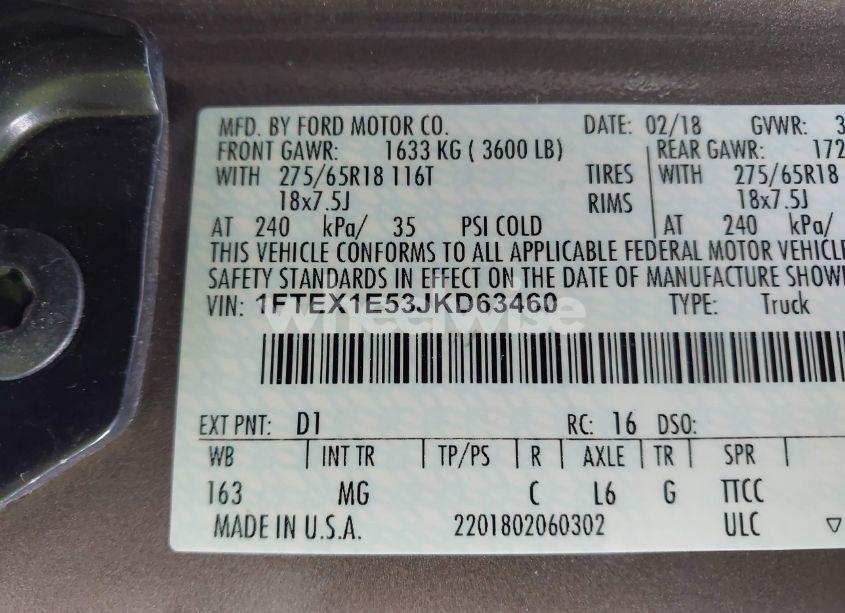 MFD. BY FORD MOTOR CO. DATE: 02/18 GVWR: 3
FRONT GAWR: 1633 KG ( 3600 LB) REAR GAWR: 172
WITH 275/65R18 116T TIRES WITH 275/65R18
18x7.5J RIMS 18x7.5J
AT 240 kPa/ 35 PSI COLD AT 240 kPa/
THIS VEHICLE CONFORMS TO ALL APPLICABLE FEDERAL MOTOR VEHICLE
SAFETY STANDARDS IN EFFECT ON THE DATE OF MANUFACTURE SHOW
VIN: 1FTEX1E53JKD63460 TYPE: Truck
wheelwise
EXT PNT: D1 RC: 16 DSO:
WB INT TR TP/PS R AXLE TR SPR
163 MG C L6 G TTCC
MADE IN U.S.A. 2201802060302 ULC